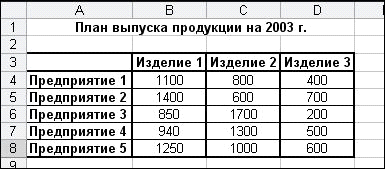 A B C D
1 План выпуска продукции на 2003 г.
2
3 Изделие 1 Изделие 2 Изделие 3
4 Предприятие 1 1100 800 400
5 Предприятие 2 1400 600 700
6 Предприятие 3 850 1700 200
7 Предприятие 4 940 1300 500
8 Предприятие 5 1250 1000 600
9